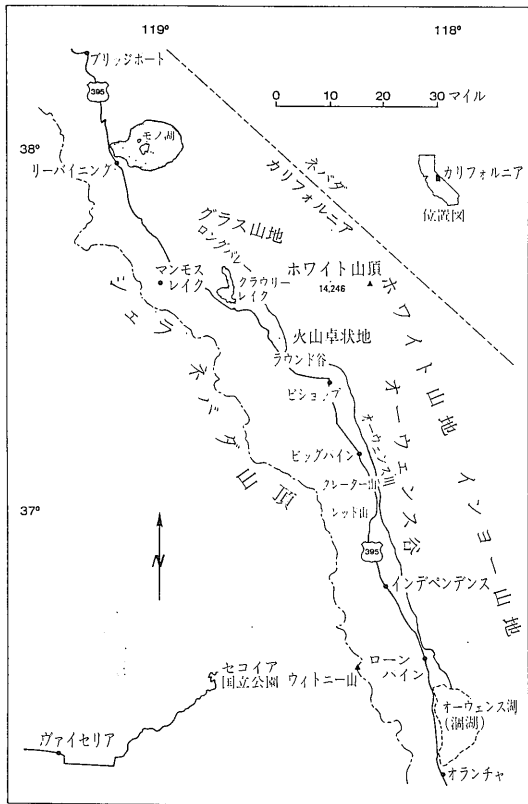 119°
118°
ブリッジポート
395
0 10 20 30 マイル
38°
モノ湖
リーバイニング
ネバダ
カリフォルニア
カリフォルニア
位置図
グラス山地
ロングバレー
マンモス
レイク
クラウリー
レイク
ホワイト山頂
14,246
ホワイト山地
シェラネバダ山頂
火山卓状地
ラウンド谷
ビショップ
オーウェンス川
オーウェンス谷
インヨー山地
ビッグパイン
クレーター山
レッド山
37°
N
395
インデペンデンス
セコイア
国立公園
ウィトニー山
ローン
パイン
オーウェンス湖
(涸湖)
ヴァイセリア
オランチャ